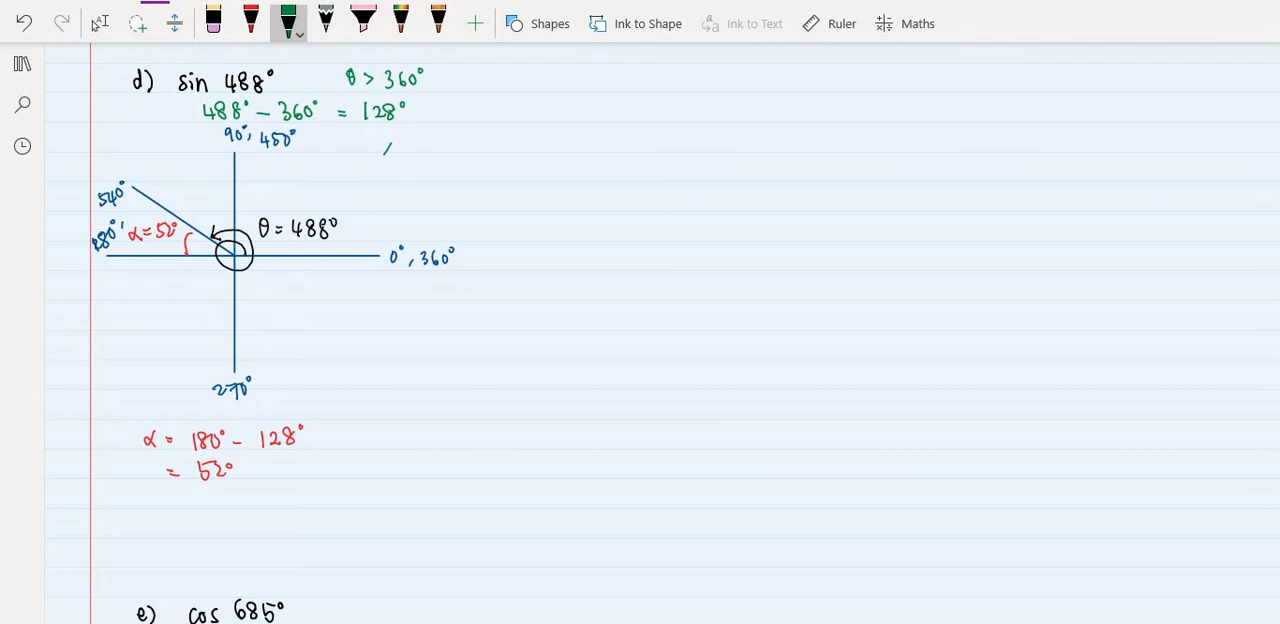 Shapes Ink to Shape Ink to Text Ruler Maths
d) sin 488° θ > 360°
488° - 360° = 128°
90°, 450°
540°
180°, α = 52° θ = 488°
0°, 360°
270°
α = 180° - 128°
= 52°
e) cos 685°